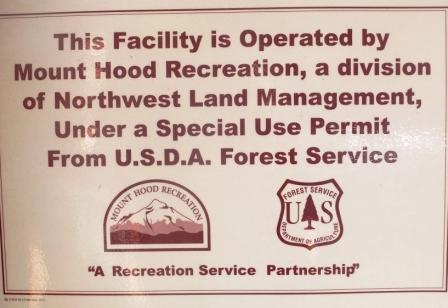 This Facility is Operated by
Mount Hood Recreation, a division
of Northwest Land Management,
Under a Special Use Permit
From U.S.D.A. Forest Service
MOUNT HOOD RECREATION
FOREST SERVICE
U S
DEPARTMENT OF AGRICULTURE
“A Recreation Service Partnership”